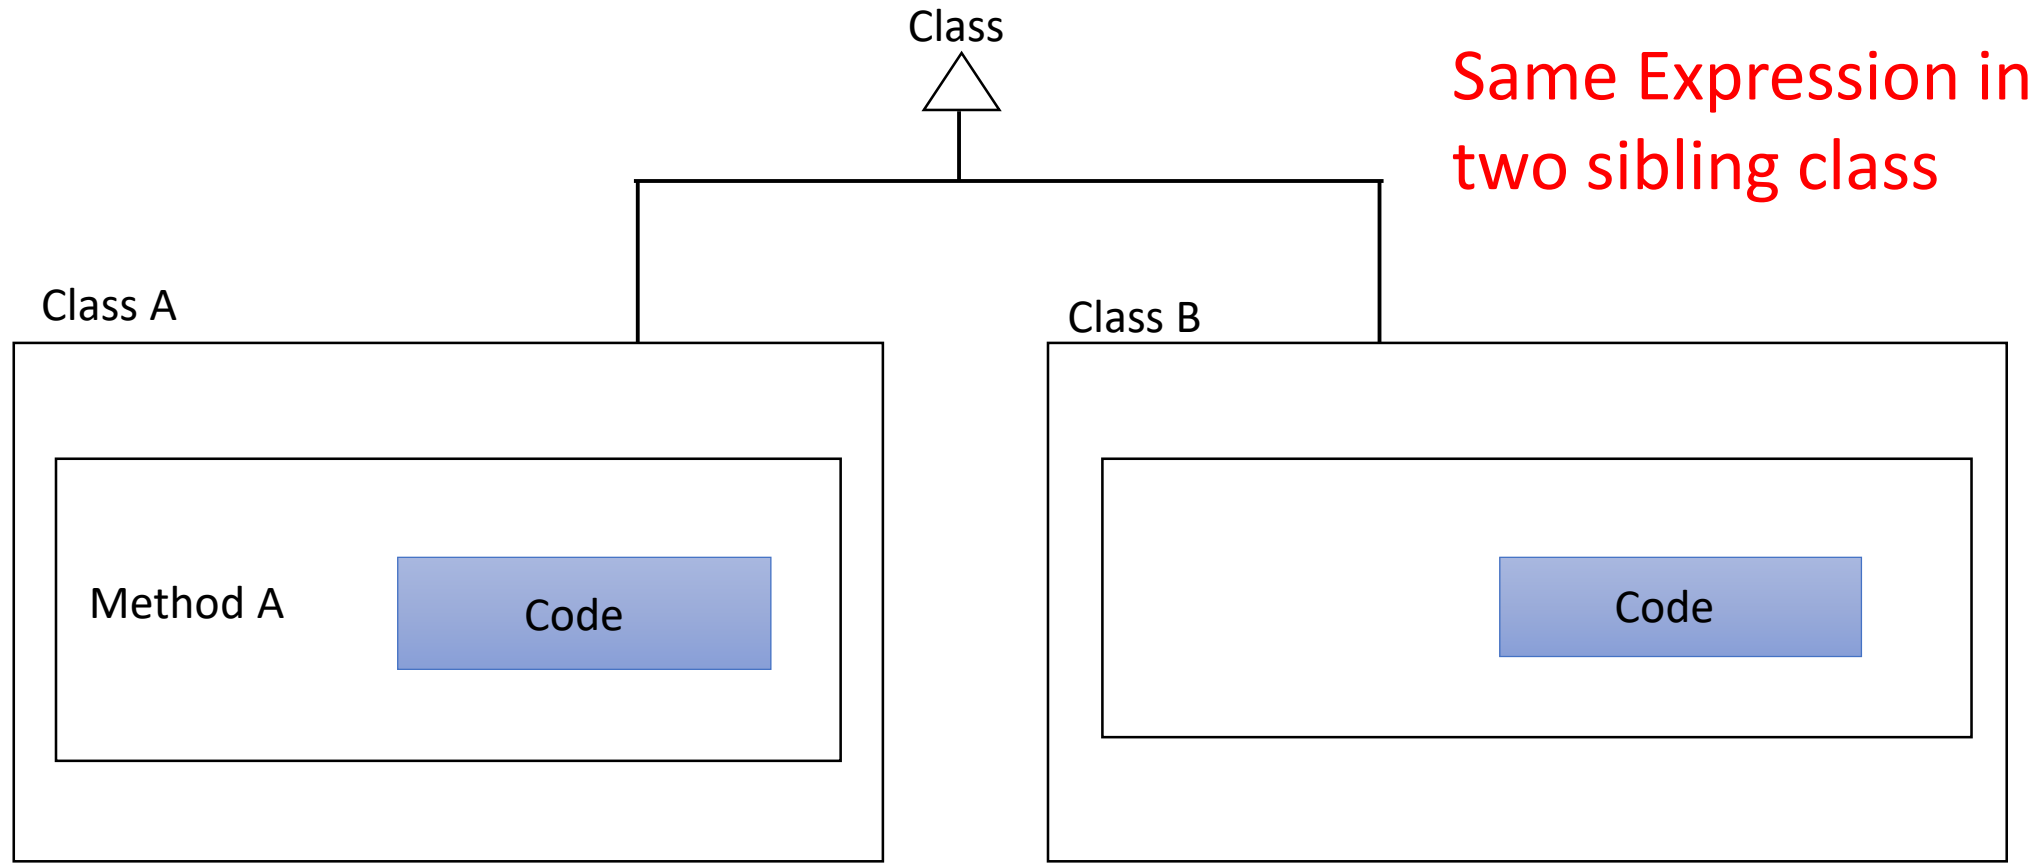 Class
Same Expression in
two sibling class
Class A
Class B
Method A
Code
Code